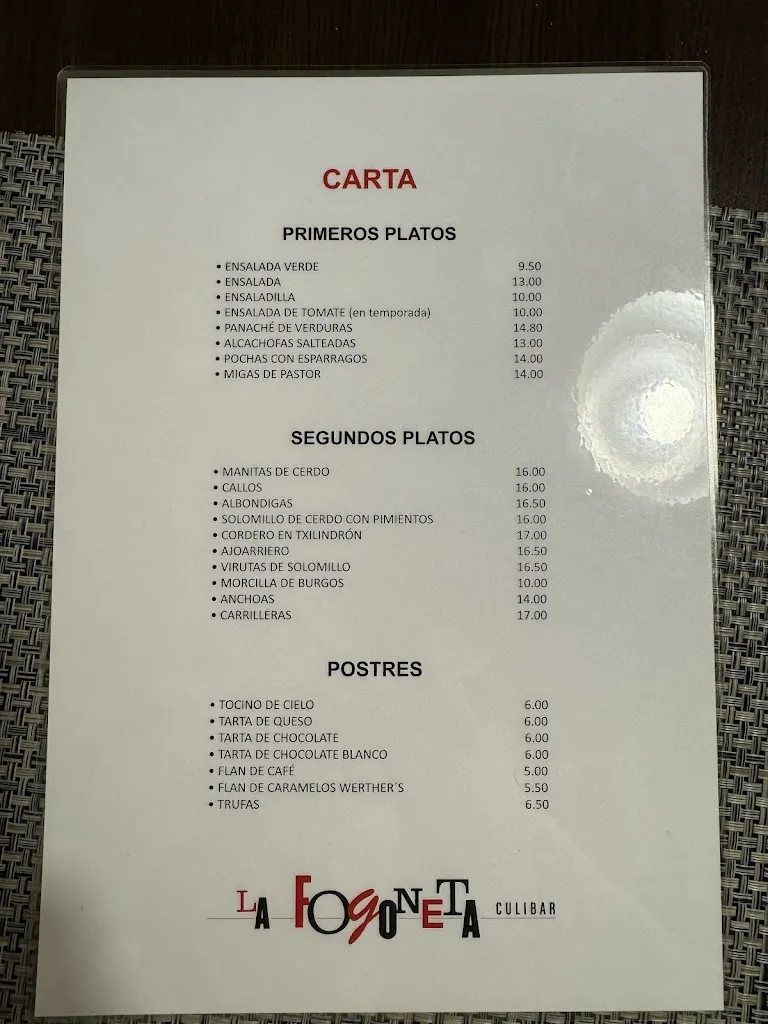 CARTA
PRIMEROS PLATOS
• ENSALADA VERDE 9.50
• ENSALADA 13.00
• ENSALADILLA 10.00
• ENSALADA DE TOMATE (en temporada) 10.00
• PANACHÉ DE VERDURAS 14.80
• ALCACHOFAS SALTEADAS 13.00
• POCHAS CON ESPARRAGOS 14.00
• MIGAS DE PASTOR 14.00
SEGUNDOS PLATOS
• MANITAS DE CERDO 16.00
• CALLOS 16.00
• ALBONDIGAS 16.50
• SOLOMILLO DE CERDO CON PIMIENTOS 16.00
• CORDERO EN TXILINDRÓN 17.00
• AJOARRIERO 16.50
• VIRUTAS DE SOLOMILLO 16.50
• MORCILLA DE BURGOS 10.00
• ANCHOAS 14.00
• CARRILLERAS 17.00
POSTRES
• TOCINO DE CIELO 6.00
• TARTA DE QUESO 6.00
• TARTA DE CHOCOLATE 6.00
• TARTA DE CHOCOLATE BLANCO 6.00
• FLAN DE CAFÉ 5.00
• FLAN DE CARAMELOS WERTHER´S 5.50
• TRUFAS 6.50
LA FOgONETA CULIBAR